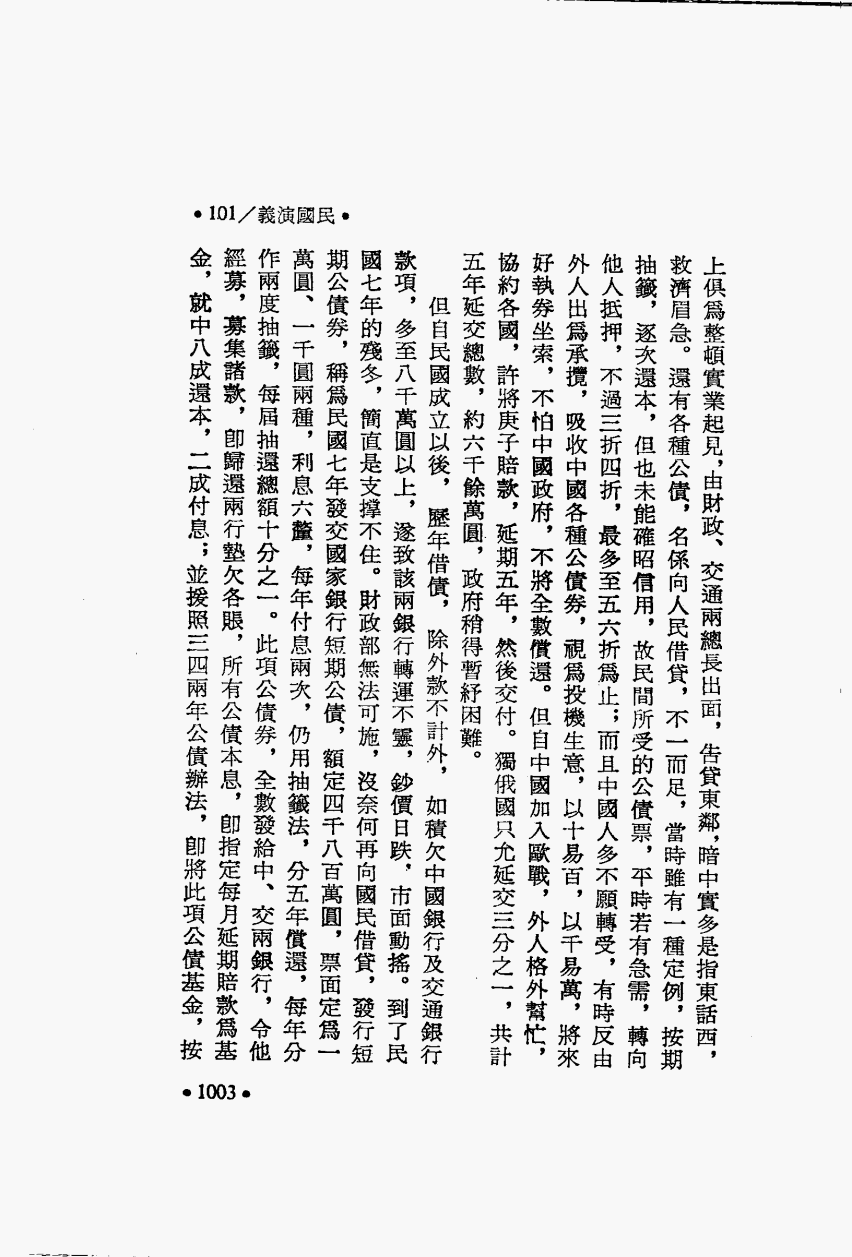 •101／義演國民•
上俱爲整頓實業起見，由財政、交通兩總長出面，告貸東鄰，暗中實多是指東話西，
救濟眉急。還有各種公債，名係向人民借貸，不一而足，當時雖有一種定例，按期
抽籤，逐次還本，但也未能確昭信用，故民間所受的公債票，平時若有急需，轉向
他人抵押，不過三折四折，最多至五六折爲止；而且中國人多不願轉受，有時反由
外人出爲承攬，吸收中國各種公債券，視爲投機生意，以十易百，以千易萬，將來
好執券坐索，不怕中國政府，不將全數償還。但自中國加入歐戰，外人格外幫忙，
協約各國，許將庚子賠款，延期五年，然後交付。獨俄國只允延交三分之一，共計
五年延交總數，約六千餘萬圓，政府稍得暫紓困難。
但自民國成立以後，歷年借債，除外款不計外，如積欠中國銀行及交通銀行
款項，多至八千萬圓以上，遂致該兩銀行轉運不靈，鈔價日跌，市面動搖。到了民
國七年的殘冬，簡直是支撐不住。財政部無法可施，沒奈何再向國民借貸，發行短
期公債券，稱爲民國七年發交國家銀行短期公債，額定四千八百萬圓，票面定爲一
萬圓、一千圓兩種，利息六釐，每年付息兩次，仍用抽籤法，分五年償還，每年分
作兩度抽籤，每屆抽還總額十分之一。此項公債券，全數發給中、交兩銀行，令他
經募，募集諸款，卽歸還兩行墊欠各賬，所有公債本息，卽指定每月延期賠款爲基
金，就中八成還本，二成付息；並援照三四兩年公債辦法，卽將此項公債基金，按
•1003•